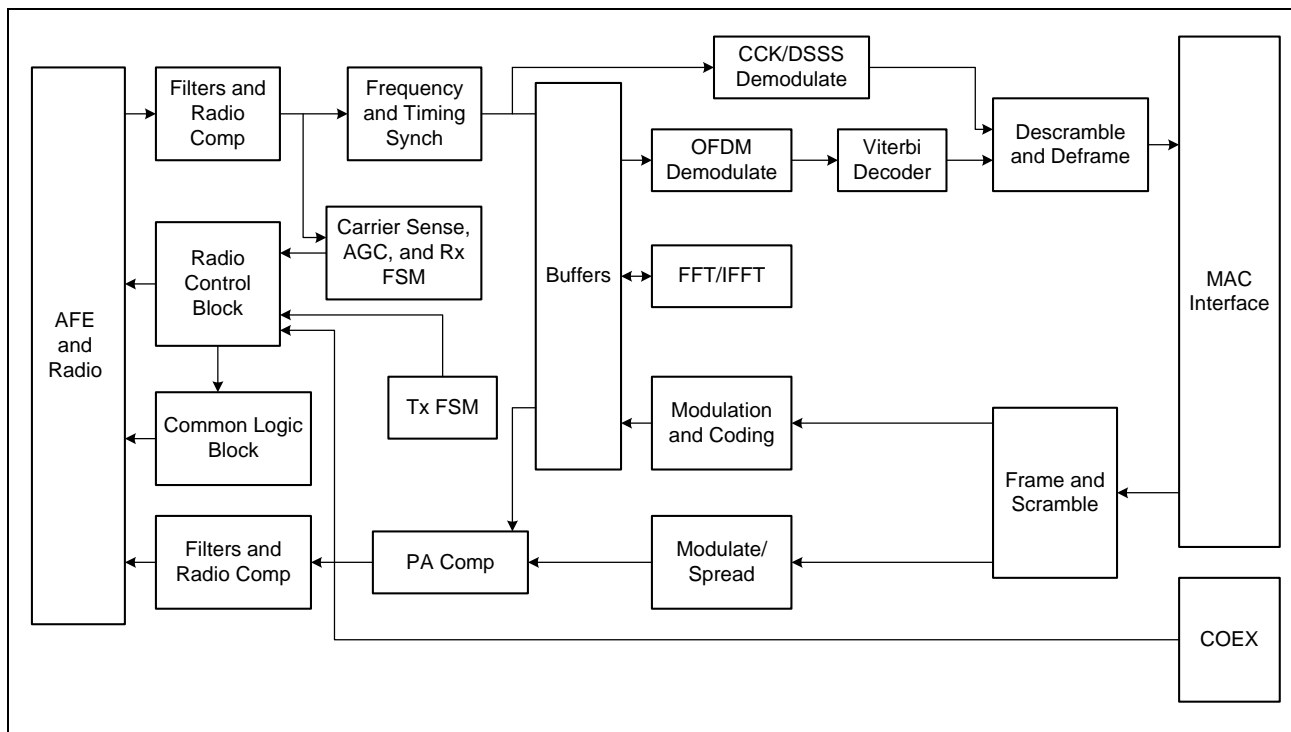 CCK/DSSS
Demodulate
Filters and
Radio
Comp
Frequency
and Timing
Synch
Descramble
and Deframe
OFDM
Demodulate
Viterbi
Decoder
Carrier Sense,
AGC, and Rx
FSM
Radio
Control
Block
Buffers
FFT/IFFT
MAC
Interface
AFE
and
Radio
Tx FSM
Modulation
and Coding
Common Logic
Block
Frame and
Scramble
Filters and
Radio Comp
PA Comp
Modulate/
Spread
COEX